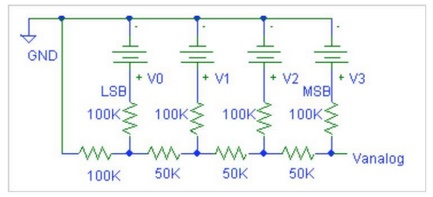 GND
- - - -
+ V0 + V1 + V2 + V3
LSB MSB
100K 100K 100K 100K
Vanalog
100K 50K 50K 50K